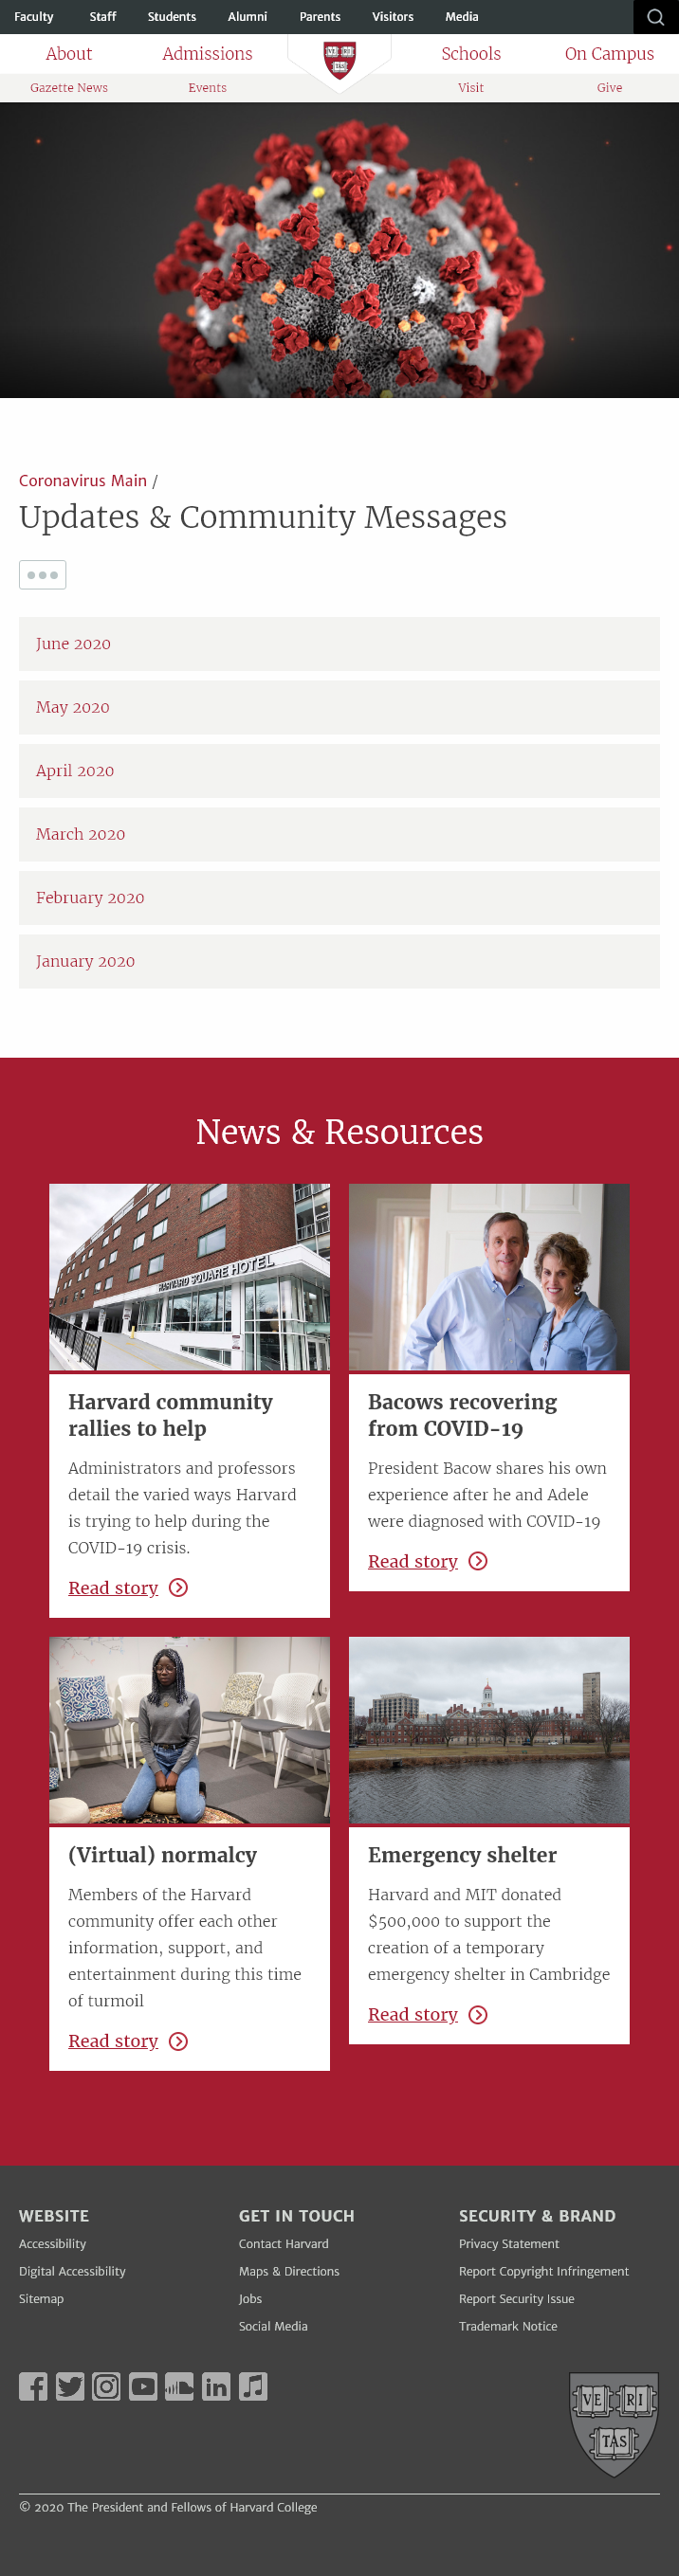 Faculty Staff Students Alumni Parents Visitors Media
About Admissions Schools On Campus
VE RI TAS
Gazette News Events Visit Give
Coronavirus Main /
Updates & Community Messages
June 2020
May 2020
April 2020
March 2020
February 2020
January 2020
News & Resources
HARVARD SQUARE HOTEL
Harvard community
rallies to help
Administrators and professors
detail the varied ways Harvard
is trying to help during the
COVID-19 crisis.
Read story
Bacows recovering
from COVID-19
President Bacow shares his own
experience after he and Adele
were diagnosed with COVID-19
Read story
(Virtual) normalcy
Members of the Harvard
community offer each other
information, support, and
entertainment during this time
of turmoil
Read story
Emergency shelter
Harvard and MIT donated
$500,000 to support the
creation of a temporary
emergency shelter in Cambridge
Read story
WEBSITE
Accessibility
Digital Accessibility
Sitemap
GET IN TOUCH
Contact Harvard
Maps & Directions
Jobs
Social Media
SECURITY & BRAND
Privacy Statement
Report Copyright Infringement
Report Security Issue
Trademark Notice
VE RI
TAS
© 2020 The President and Fellows of Harvard College